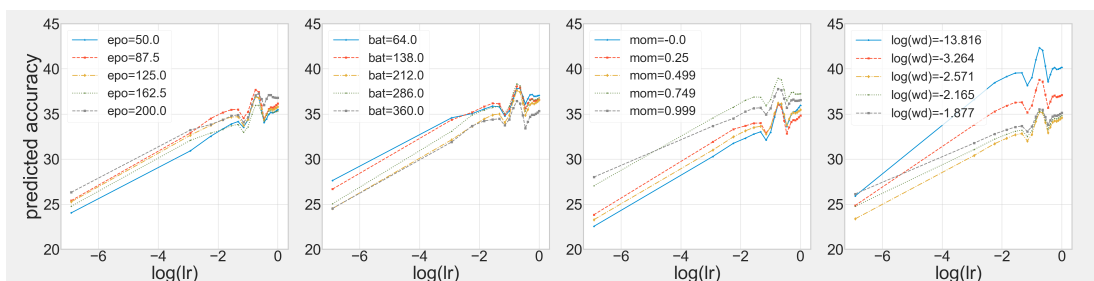 predicted accuracy
45
40
35
30
25
20
epo=50.0
epo=87.5
epo=125.0
epo=162.5
epo=200.0
−6
−4
−2
0
log(lr)
45
40
35
30
25
20
bat=64.0
bat=138.0
bat=212.0
bat=286.0
bat=360.0
−6
−4
−2
0
log(lr)
45
40
35
30
25
20
mom=-0.0
mom=0.25
mom=0.499
mom=0.749
mom=0.999
−6
−4
−2
0
log(lr)
45
40
35
30
25
20
log(wd)=-13.816
log(wd)=-3.264
log(wd)=-2.571
log(wd)=-2.165
log(wd)=-1.877
−6
−4
−2
0
log(lr)